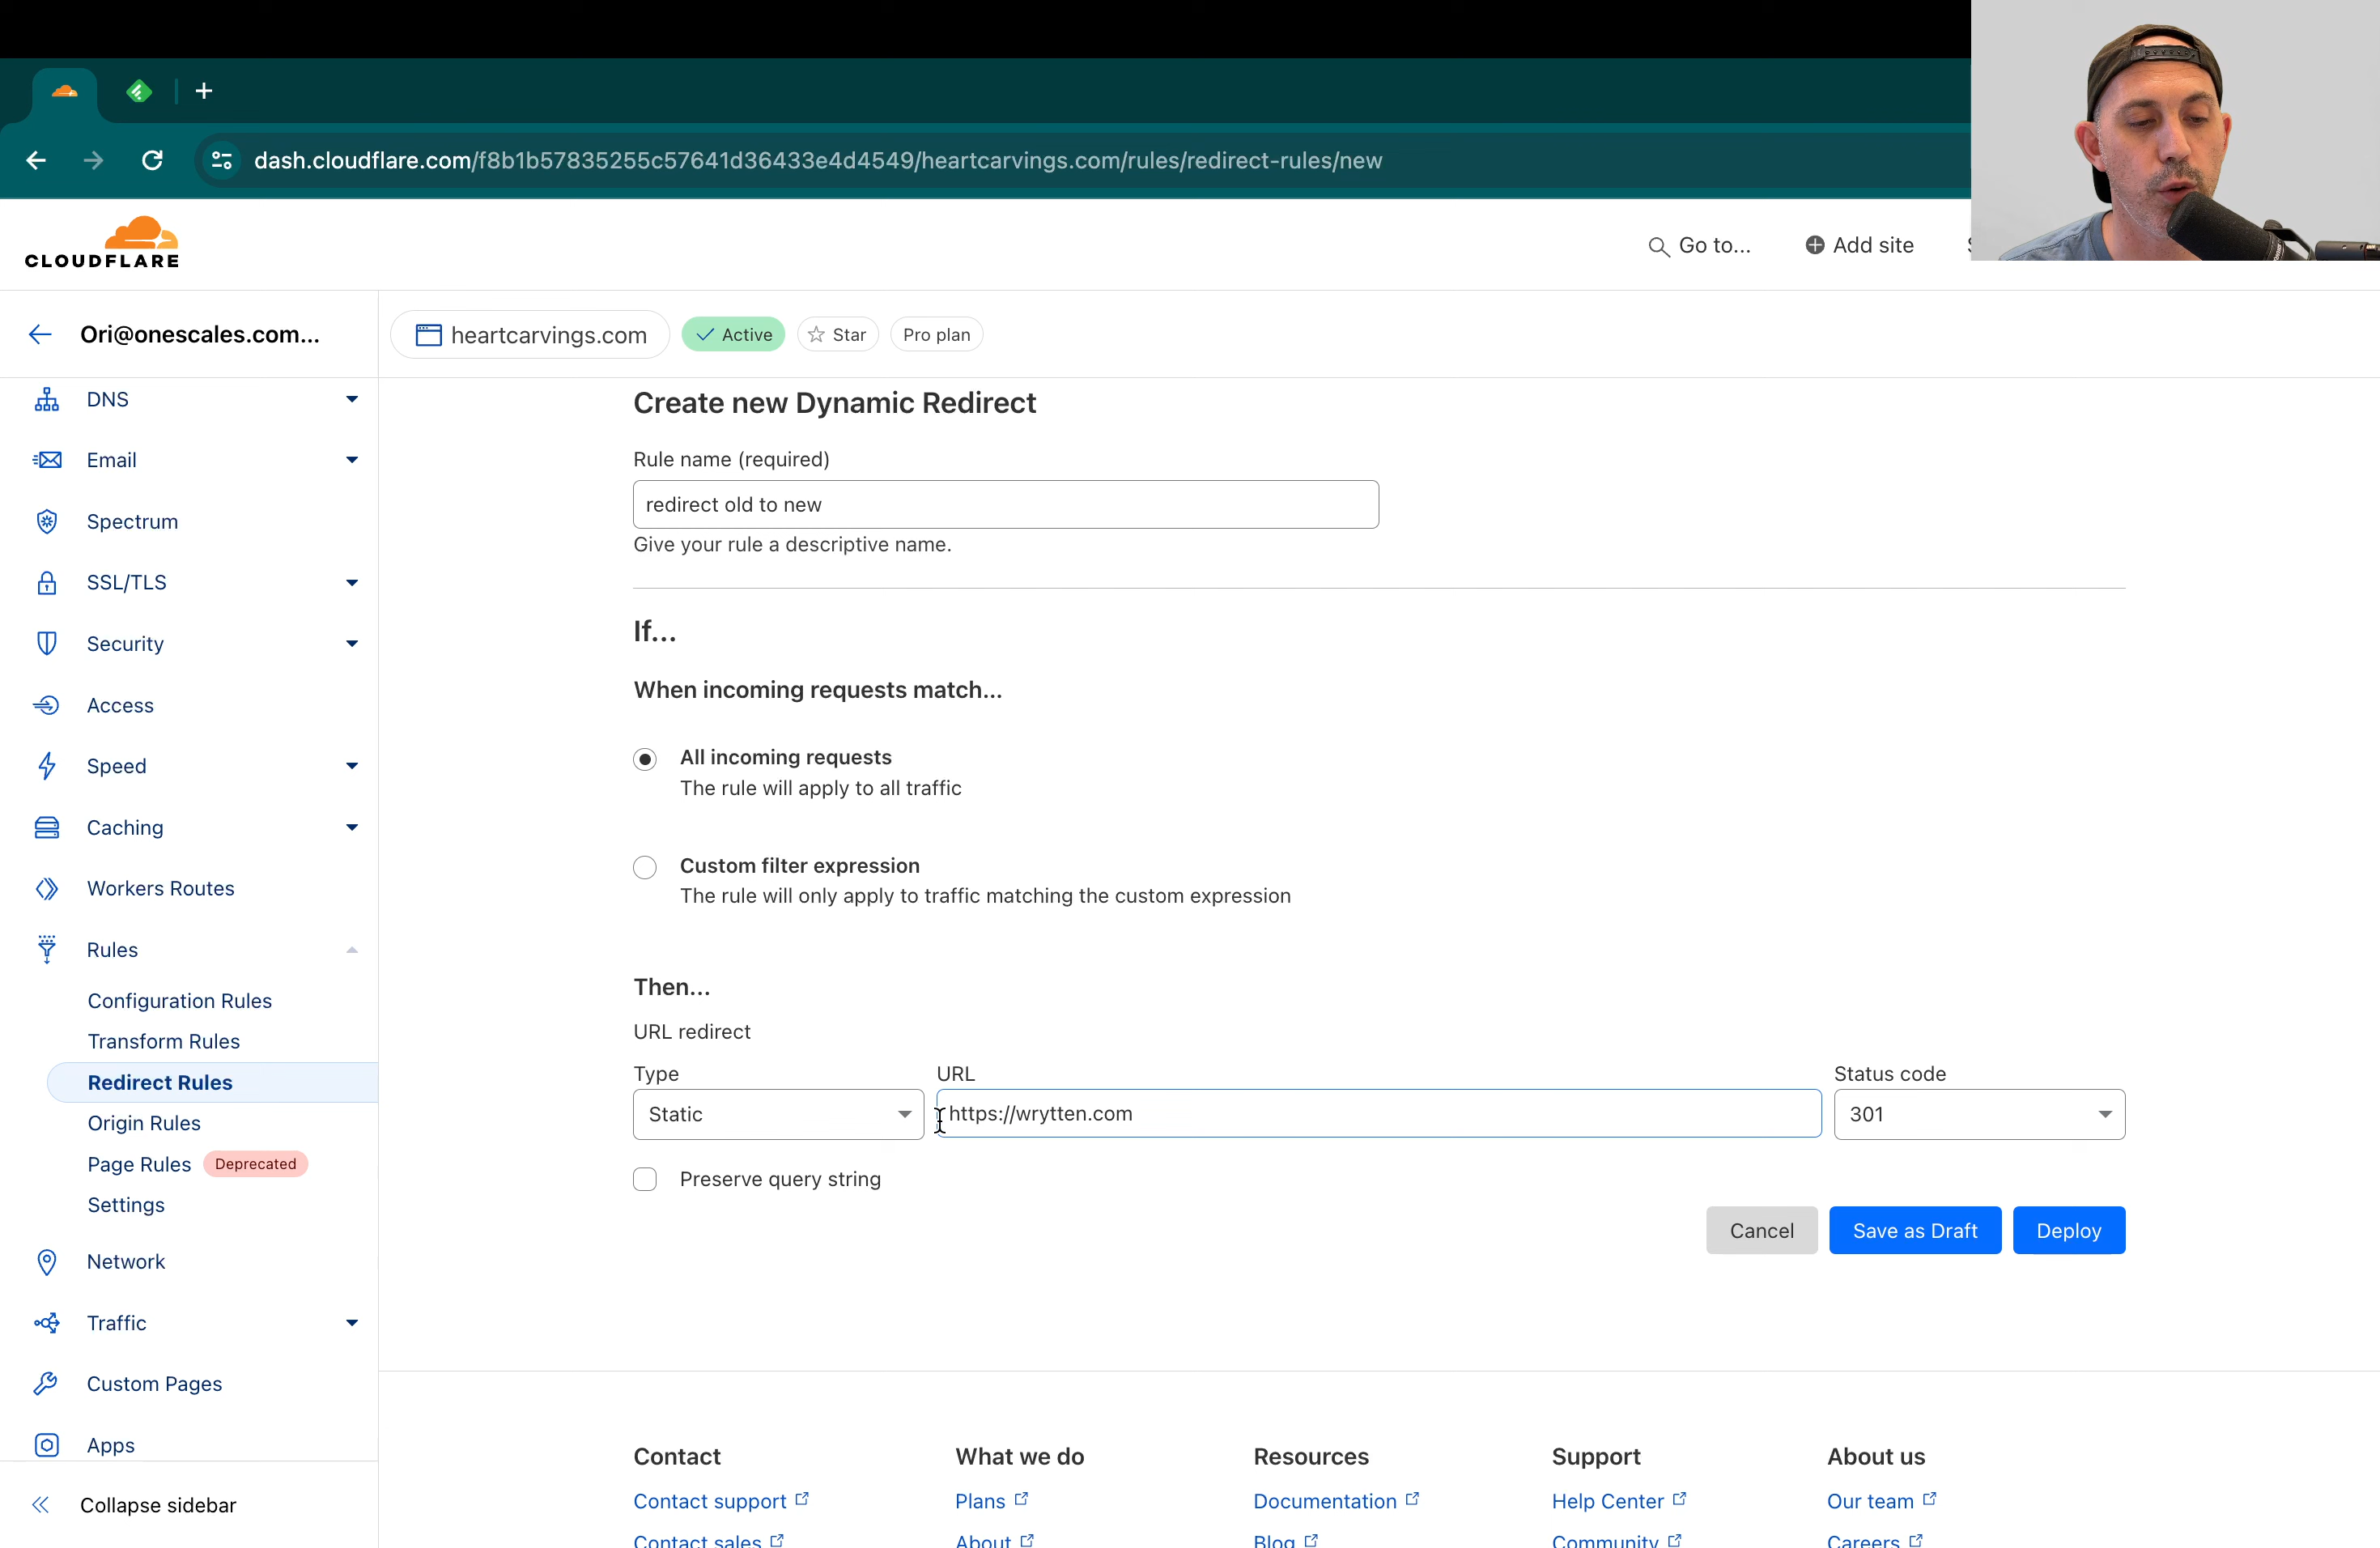 dash.cloudflare.com/f8b1b57835255c57641d36433e4d4549/heartcarvings.com/rules/redirect-rules/new
CLOUDFLARE
Go to...
Add site
Ori@onescales.com...
heartcarvings.com
Active
Star
Pro plan
DNS
Email
Spectrum
SSL/TLS
Security
Access
Speed
Caching
Workers Routes
Rules
Configuration Rules
Transform Rules
Redirect Rules
Origin Rules
Page Rules Deprecated
Settings
Network
Traffic
Custom Pages
Apps
Collapse sidebar
Create new Dynamic Redirect
Rule name (required)
redirect old to new
Give your rule a descriptive name.
If...
When incoming requests match...
All incoming requests
The rule will apply to all traffic
Custom filter expression
The rule will only apply to traffic matching the custom expression
Then...
URL redirect
Type
Static
URL
https://wrytten.com
Status code
301
Preserve query string
Cancel
Save as Draft
Deploy
Contact
Contact support
Contact sales
What we do
Plans
About
Resources
Documentation
Blog
Support
Help Center
Community
About us
Our team
Careers